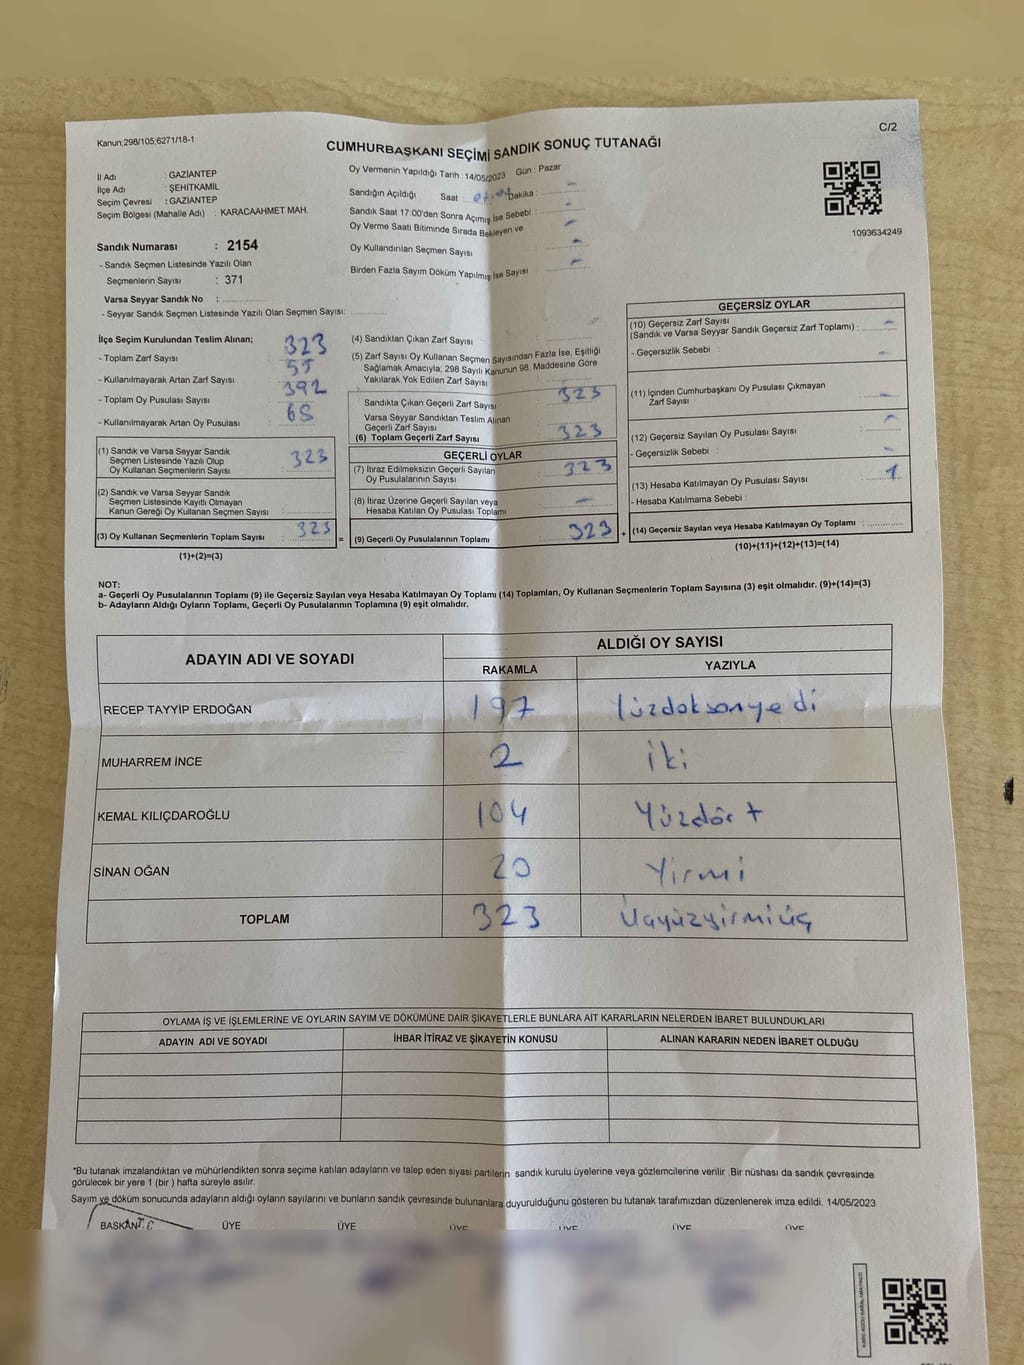 Kanun;298/105;6271/18-1
C/2
CUMHURBAŞKANI SEÇİMİ SANDIK SONUÇ TUTANAĞI
İl Adı : GAZİANTEP
İlçe Adı : ŞEHİTKAMİL
Seçim Çevresi : GAZİANTEP
Seçim Bölgesi (Mahalle Adı) : KARACAAHMET MAH.
Oy Vermenin Yapıldığı Tarih 14/05/2023 Gün : Pazar
Sandığın Açıldığı Saat : Dakika :
Sandık Saat 17:00'den Sonra Açımış İse Sebebi :
Oy Verme Saati Bitiminde Sırada Bekleyen ve
Oy Kullandırılan Seçmen Sayısı
Birden Fazla Sayım Döküm Yapılmış İse Sayısı
1093634249
Sandık Numarası : 2154
- Sandık Seçmen Listesinde Yazılı Olan
Seçmenlerin Sayısı : 371
Varsa Seyyar Sandık No :
- Seyyar Sandık Seçmen Listesinde Yazılı Olan Seçmen Sayısı:
İlçe Seçim Kurulundan Teslim Alınan;
- Toplam Zarf Sayısı : 323
- Kullanılmayarak Artan Zarf Sayısı : 55
- Toplam Oy Pusulası Sayısı : 392
- Kullanılmayarak Artan Oy Pusulası : 68
(1) Sandık ve Varsa Seyyar Sandık
Seçmen Listesinde Yazılı Olup
Oy Kullanan Seçmenlerin Sayısı : 323
(2) Sandık ve Varsa Seyyar Sandık
Seçmen Listesinde Kayıtlı Olmayan
Kanun Gereği Oy Kullanan Seçmen Sayısı :
(3) Oy Kullanan Seçmenlerin Toplam Sayısı : 323 =
(1)+(2)=(3)
(4) Sandıktan Çıkan Zarf Sayısı
(5) Zarf Sayısı Oy Kullanan Seçmen Sayısından Fazla İse, Eşitliği
Sağlamak Amacıyla; 298 Sayılı Kanunun 98. Maddesine Göre
Yakılarak Yok Edilen Zarf Sayısı
Sandıkta Çıkan Geçerli Zarf Sayısı : 323
Varsa Seyyar Sandıktan Teslim Alınan
Geçerli Zarf Sayısı
(6) Toplam Geçerli Zarf Sayısı : 323
GEÇERLİ OYLAR
(7) İtiraz Edilmeksizin Geçerli Sayılan
Oy Pusulalarının Sayısı : 323
(8) İtiraz Üzerine Geçerli Sayılan veya
Hesaba Katılan Oy Pusulası Toplamı
(9) Geçerli Oy Pusulalarının Toplamı : 323 +
GEÇERSİZ OYLAR
(10) Geçersiz Zarf Sayısı
(Sandık ve Varsa Seyyar Sandık Geçersiz Zarf Toplamı) :
- Geçersizlik Sebebi
(11) İçinden Cumhurbaşkanı Oy Pusulası Çıkmayan
Zarf Sayısı
(12) Geçersiz Sayılan Oy Pusulası Sayısı
- Geçersizlik Sebebi :
(13) Hesaba Katılmayan Oy Pusulası Sayısı : 1
- Hesaba Katılmama Sebebi :
(14) Geçersiz Sayılan veya Hesaba Katılmayan Oy Toplamı :
(10)+(11)+(12)+(13)=(14)
NOT:
a- Geçerli Oy Pusulalarının Toplamı (9) ile Geçersiz Sayılan veya Hesaba Katılmayan Oy Toplamı (14) Toplamları, Oy Kullanan Seçmenlerin Toplam Sayısına (3) eşit olmalıdır. (9)+(14)=(3)
b- Adayların Aldığı Oyların Toplamı, Geçerli Oy Pusulalarının Toplamına (9) eşit olmalıdır.
ADAYIN ADI VE SOYADI ALDIĞI OY SAYISI
RAKAMLA YAZIYLA
RECEP TAYYİP ERDOĞAN 197 Yüzdoksanyedi
MUHARREM İNCE 2 iki
KEMAL KILIÇDAROĞLU 104 Yüzdört
SİNAN OĞAN 20 Yirmi
TOPLAM 323 Üçyüzyirmiüç
OYLAMA İŞ VE İŞLEMLERİNE VE OYLARIN SAYIM VE DÖKÜMÜNE DAİR ŞİKAYETLERLE BUNLARA AİT KARARLARIN NELERDEN İBARET BULUNDUKLARI
ADAYIN ADI VE SOYADI İHBAR İTİRAZ VE ŞİKAYETİN KONUSU ALINAN KARARIN NEDEN İBARET OLDUĞU
*Bu tutanak imzalandıktan ve mühürlendikten sonra seçime katılan adayların ve talep eden siyasi partilerin sandık kurulu üyelerine veya gözlemcilerine verilir .Bir nüshası da sandık çevresinde
görülecek bir yere 1 (bir ) hafta süreyle asılır.
Sayım ve döküm sonucunda adayların aldığı oyların sayılarını ve bunların sandık çevresinde bulunanlara duyurulduğunu gösteren bu tutanak tarafımızdan düzenlenerek imza edildi. 14/05/2023
BAŞKAN ÜYE ÜYE ÜYE ÜYE ÜYE ÜYE